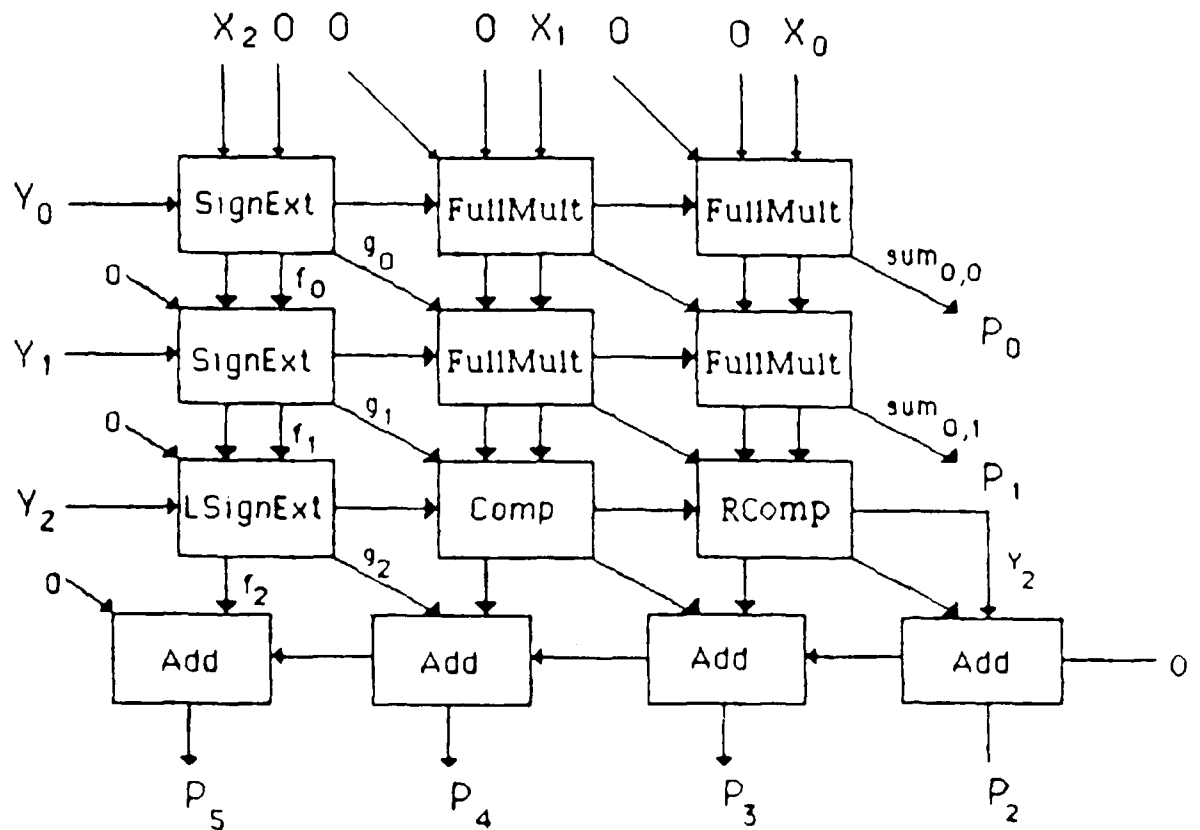 X2 0 0 0 X1 0 0 X0
Y0 SignExt FullMult FullMult
0 f0 g0 sum0,0
P0
Y1 SignExt FullMult FullMult
0 f1 g1 sum0,1
P1
Y2 LSignExt Comp RComp
0 f2 g2 Y2
Add Add Add Add 0
P5 P4 P3 P2